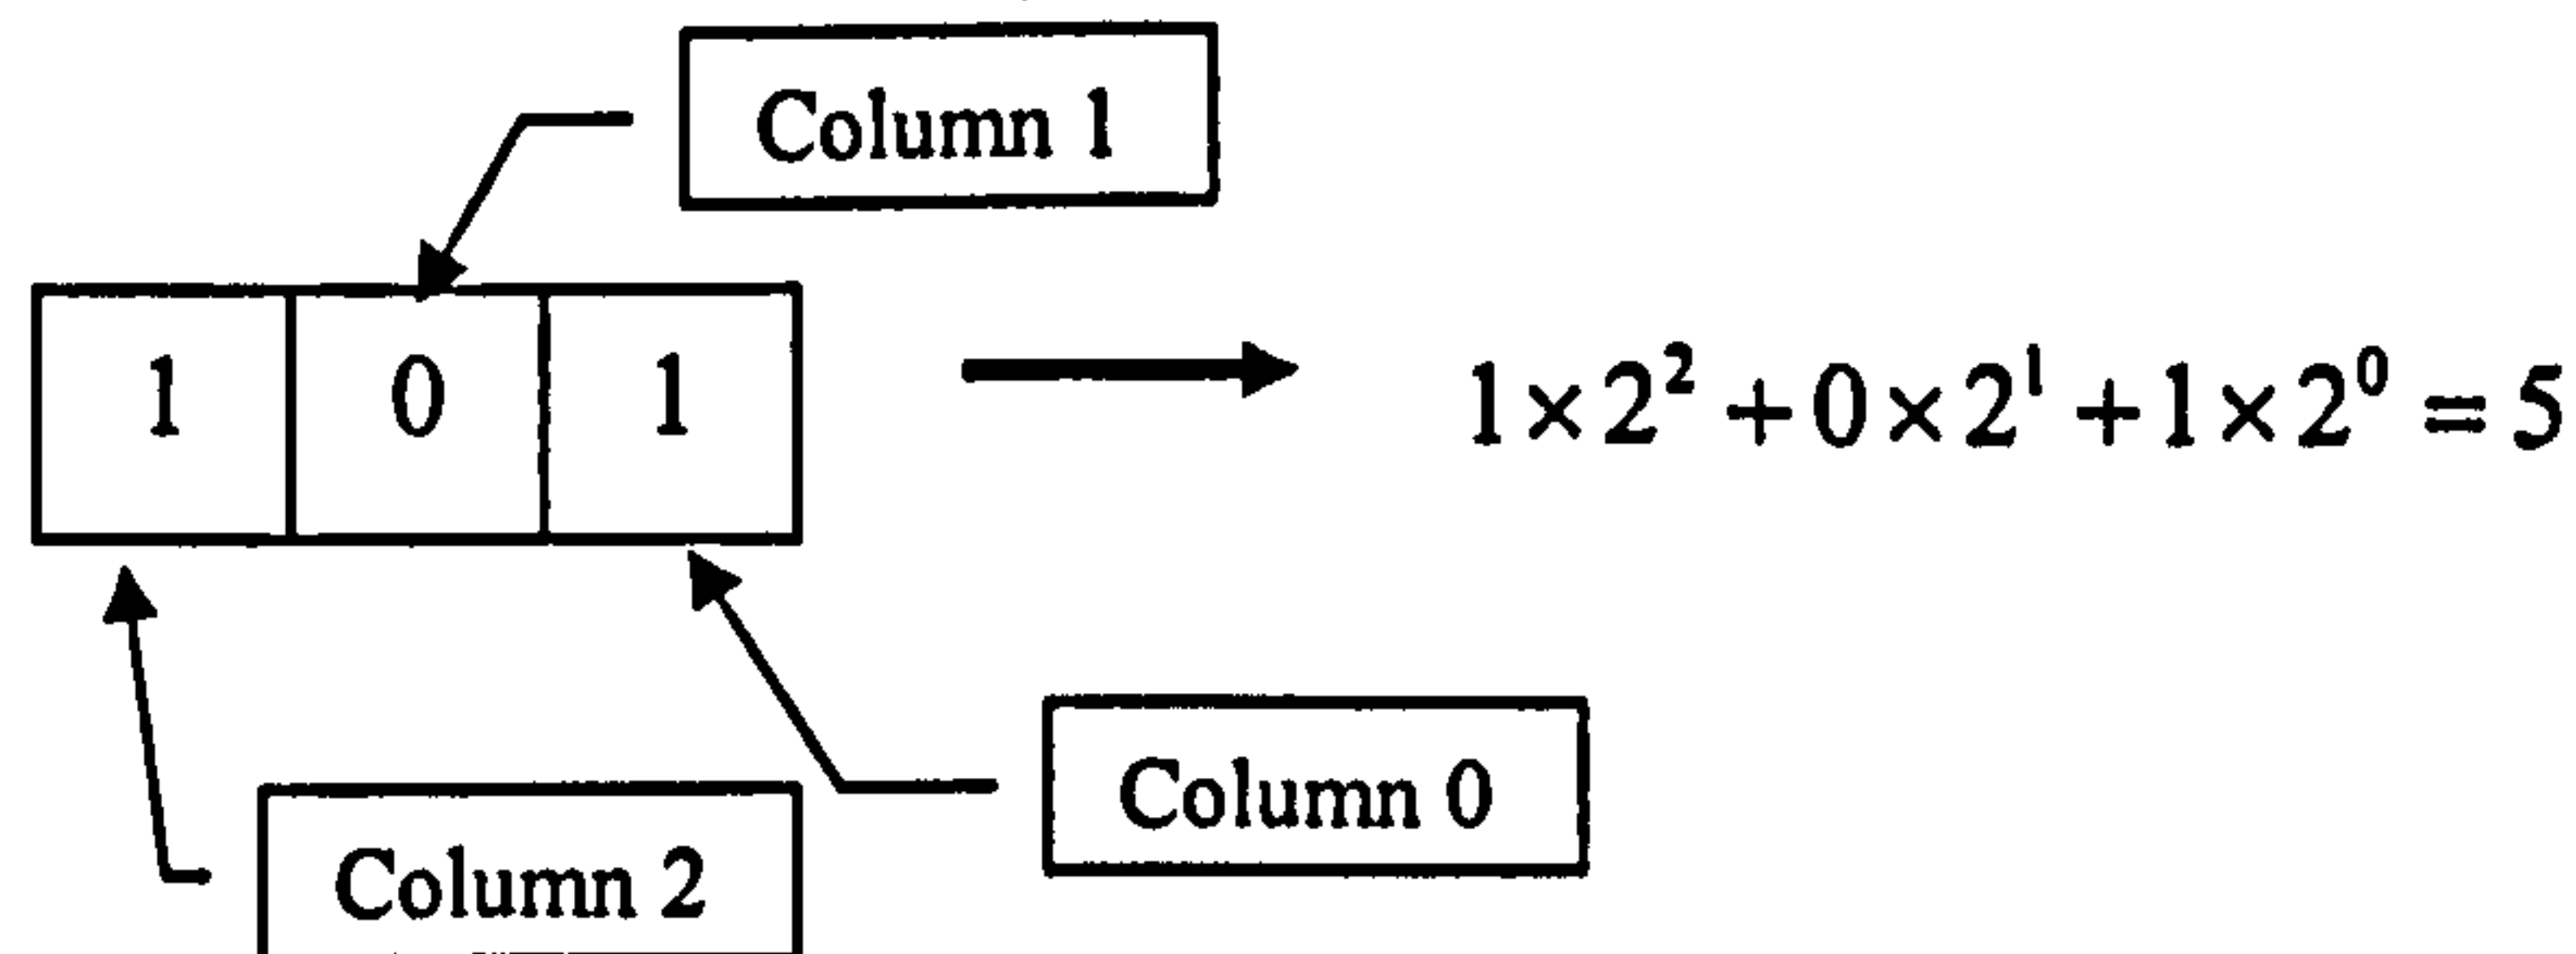 Column 1
1 0 1
1×2² + 0×2¹ + 1×2⁰ = 5
Column 0
Column 2